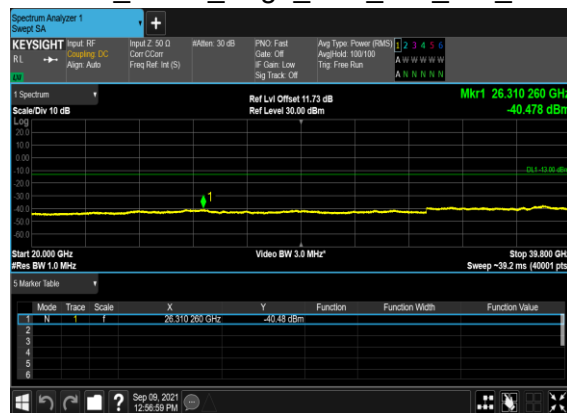 Spectrum Analyzer 1
Swept SA
+
KEYSIGHT Input: RF Input Z: 50 Ω #Atten: 30 dB PNO: Fast Avg Type: Power (RMS) 1 2 3 4 5 6
RL Coupling: DC Corr CCorr Gate: Off Avg|Hold: 100/100 A W W W W W
Align: Auto Freq Ref: Int (S) IF Gain: Low Trig: Free Run
Sig Track: Off A N N N N N
1 Spectrum Ref Lvl Offset 11.73 dB Mkr1 26.310 260 GHz
Scale/Div 10 dB Ref Level 30.00 dBm -40.478 dBm
Log
20.0
10.0
0.00
-10.0 DL1 -13.00 dBm
-20.0
-30.0
1
-40.0
-50.0
-60.0
Start 20.000 GHz Video BW 3.0 MHz* Stop 39.800 GHz
#Res BW 1.0 MHz Sweep ~39.2 ms (40001 pts)
5 Marker Table
Mode Trace Scale X Y Function Function Width Function Value
1 N 1 f 26.310 260 GHz -40.48 dBm
2
3
4
5
6
? Sep 09, 2021
12:56:59 PM